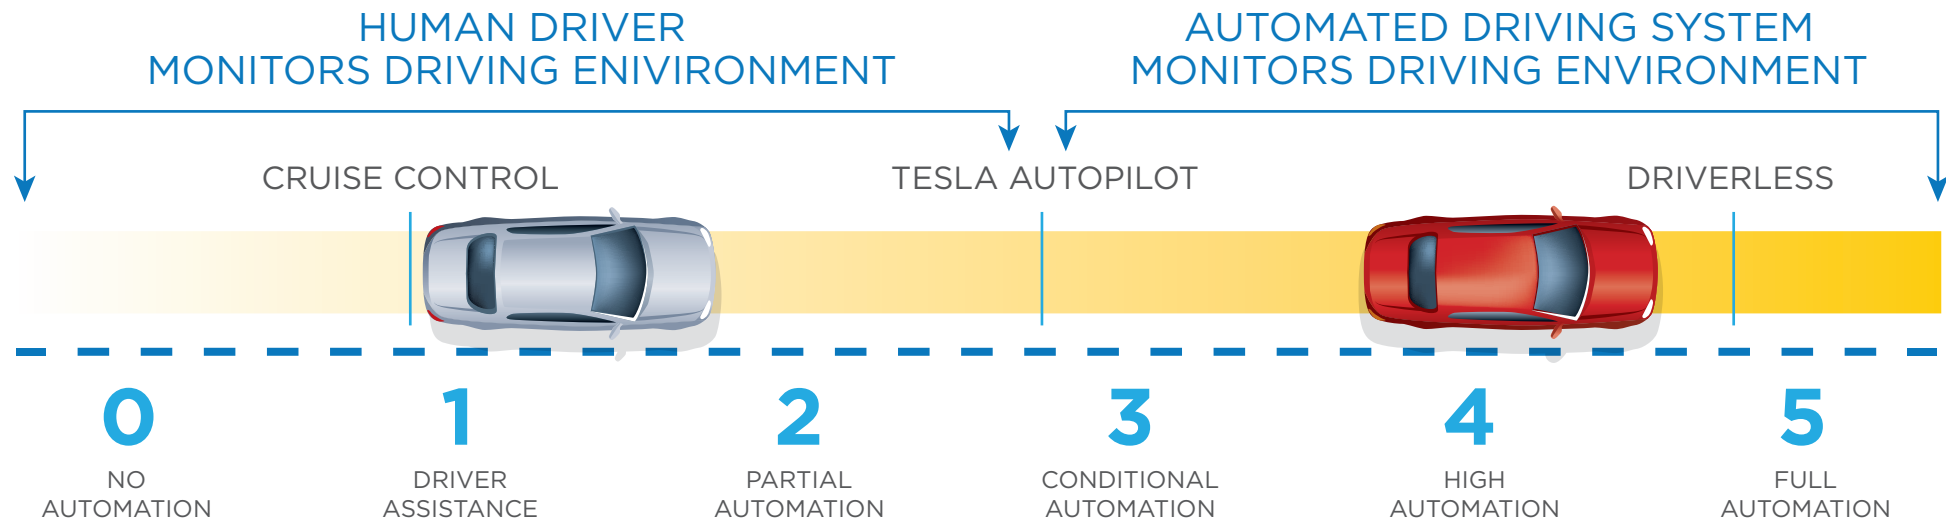 HUMAN DRIVER
MONITORS DRIVING ENIVIRONMENT
AUTOMATED DRIVING SYSTEM
MONITORS DRIVING ENVIRONMENT
CRUISE CONTROL
TESLA AUTOPILOT
DRIVERLESS
0
NO
AUTOMATION
1
DRIVER
ASSISTANCE
2
PARTIAL
AUTOMATION
3
CONDITIONAL
AUTOMATION
4
HIGH
AUTOMATION
5
FULL
AUTOMATION